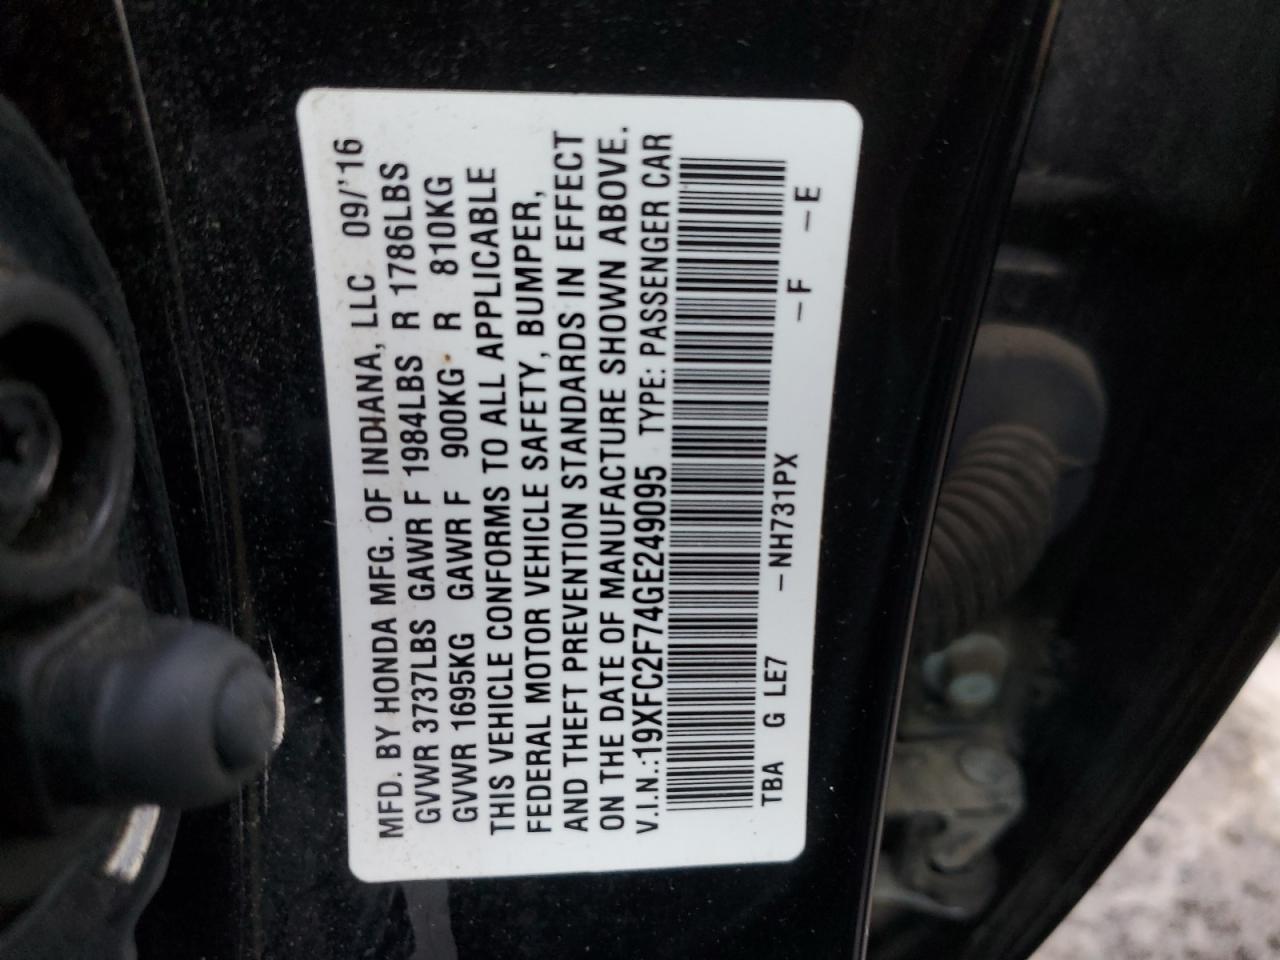 MFD. BY HONDA MFG. OF INDIANA, LLC 09/'16
GVWR 3737LBS GAWR F 1984LBS R 1786LBS
GVWR 1695KG GAWR F 900KG R 810KG
THIS VEHICLE CONFORMS TO ALL APPLICABLE
FEDERAL MOTOR VEHICLE SAFETY, BUMPER,
AND THEFT PREVENTION STANDARDS IN EFFECT
ON THE DATE OF MANUFACTURE SHOWN ABOVE.
V.I.N.:19XFC2F74GE249095 TYPE: PASSENGER CAR
TBA G LE7 -NH731PX -F -E